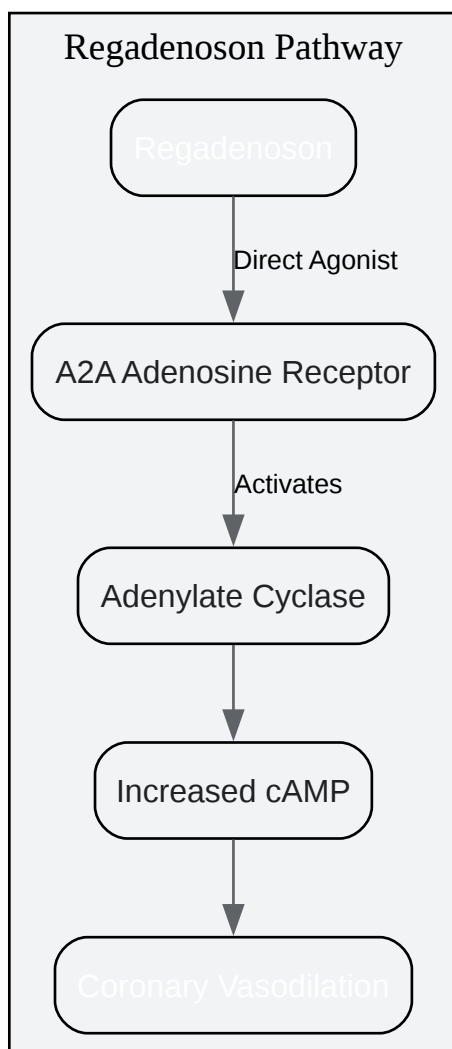 Regadenoson Pathway
Regadenoson
Direct Agonist
A2A Adenosine Receptor
Activates
Adenylate Cyclase
Increased cAMP
Coronary Vasodilation